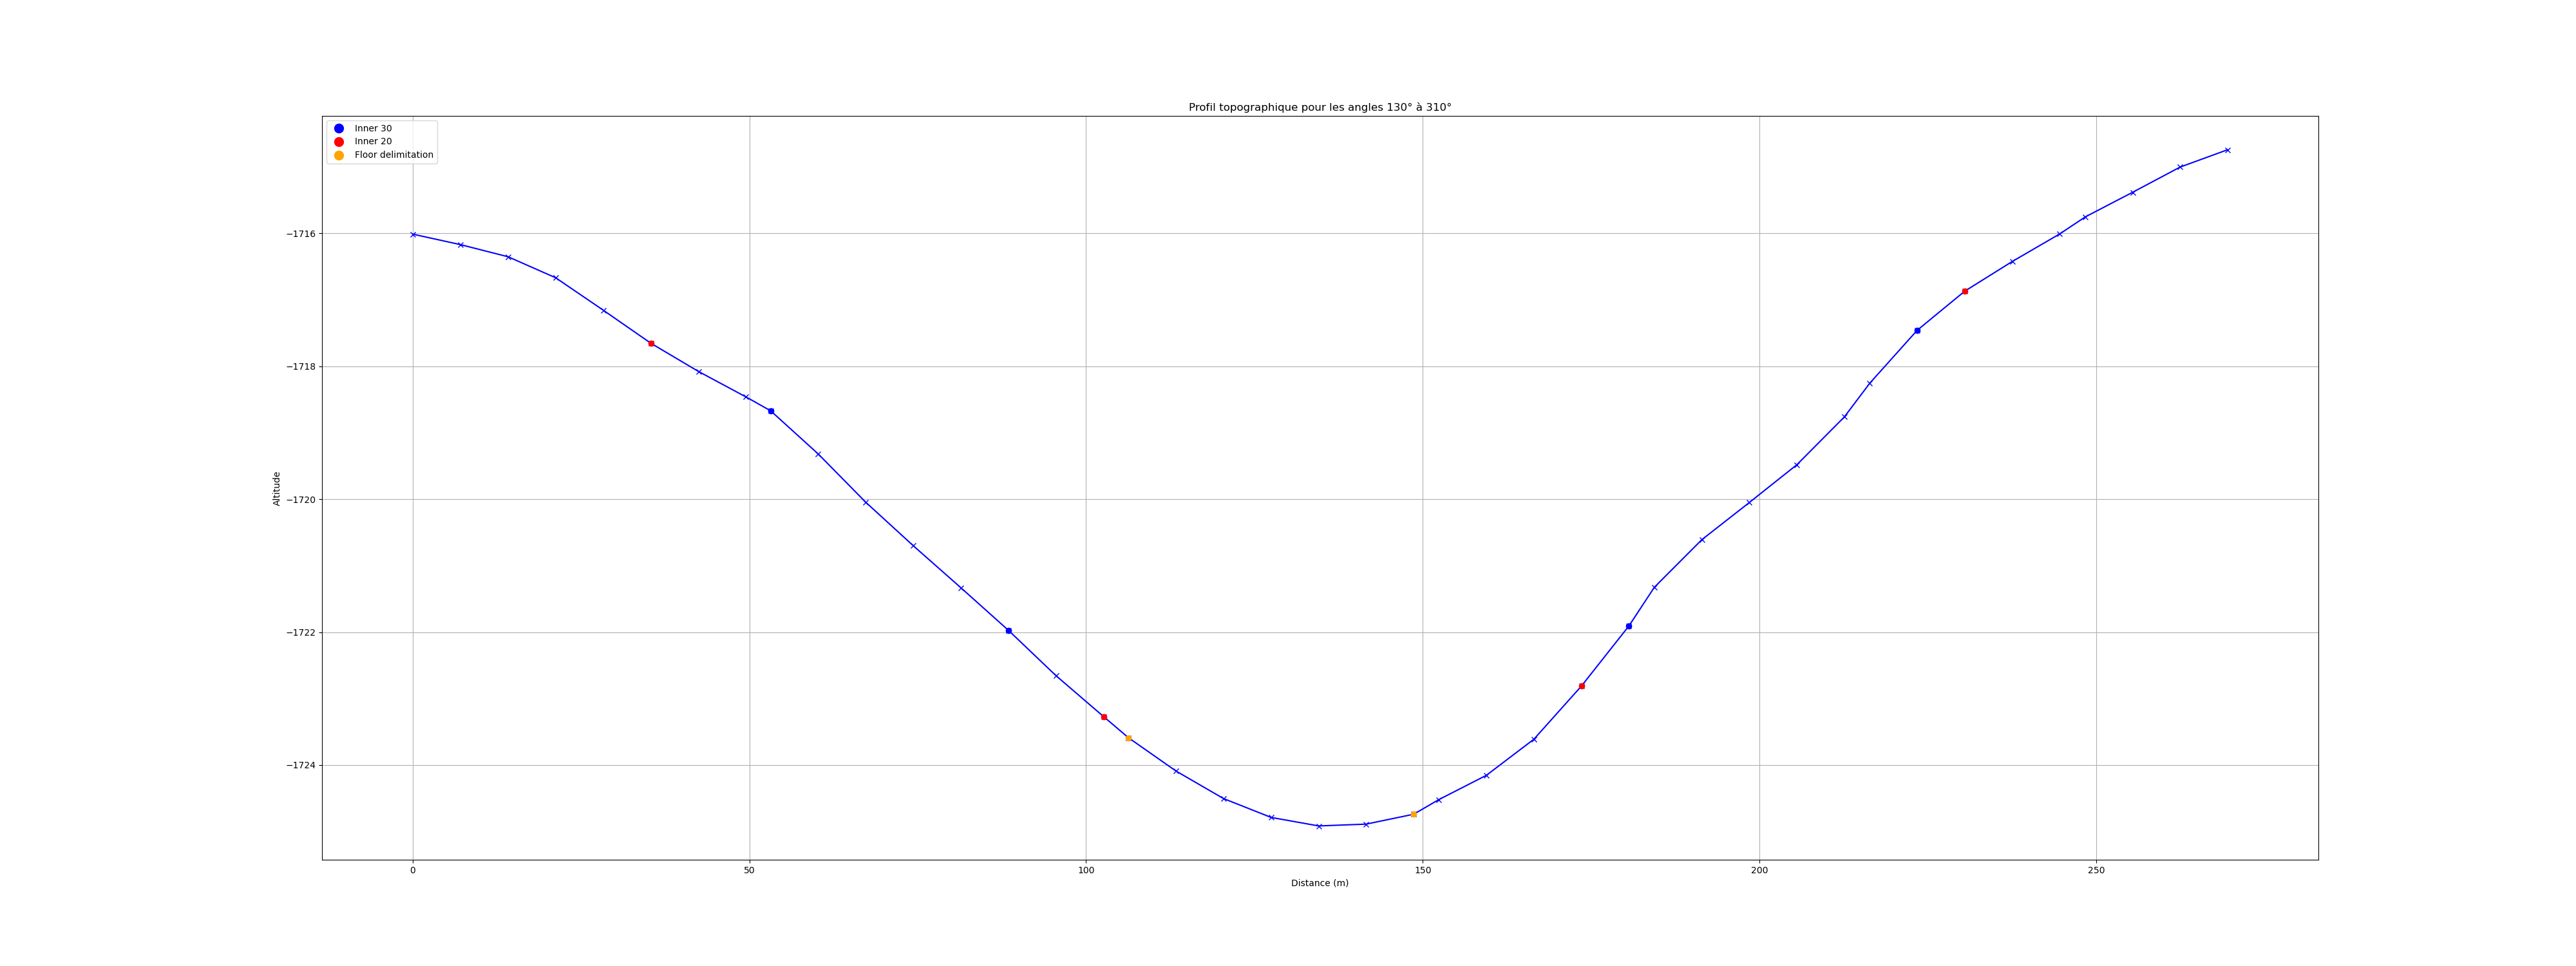 Profil topographique pour les angles 130° à 310°
Inner 30
Inner 20
Floor delimitation
Altitude
−1716
−1718
−1720
−1722
−1724
0 50 100 150 200 250
Distance (m)